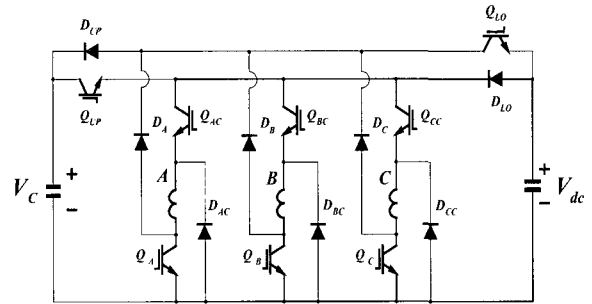 D_UP
Q_LO
Q_UP
D_LO
D_A
Q_AC
D_B
Q_BC
D_C
Q_CC
+
V_C
−
A
B
C
+
V_dc
−
D_AC
D_BC
D_CC
Q_A
Q_B
Q_C